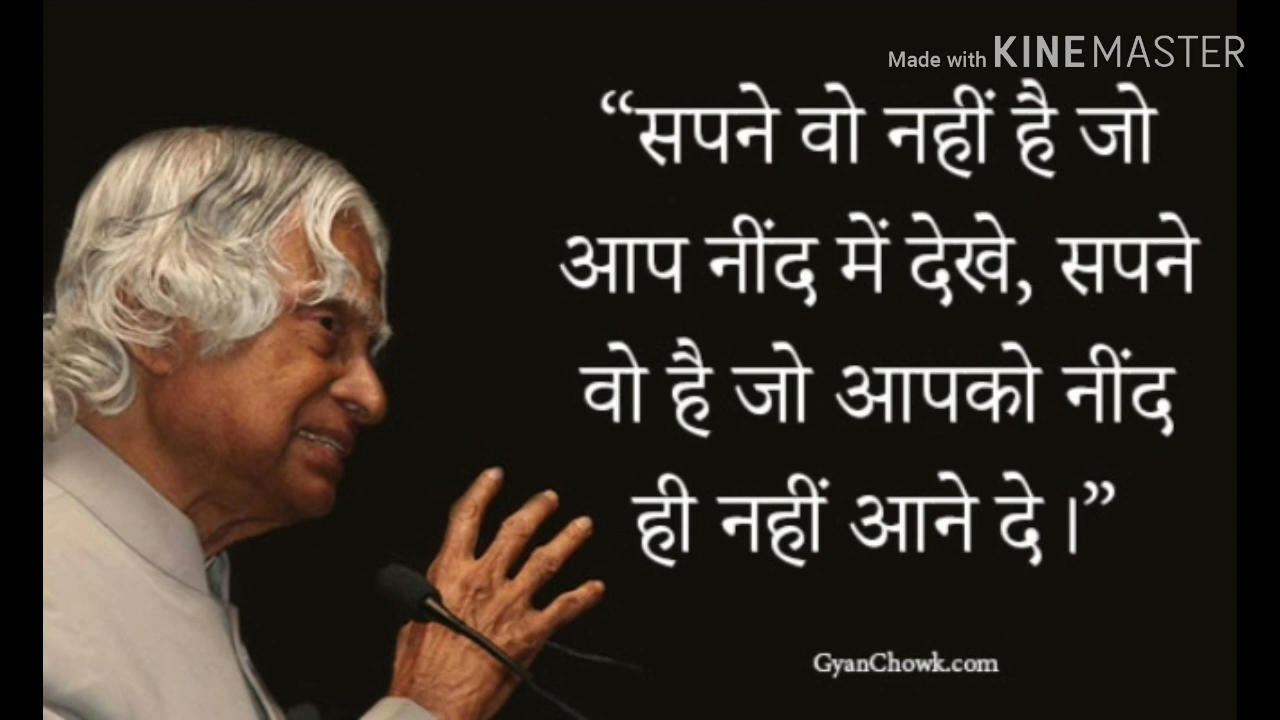 Made with KINEMASTER
“सपने वो नहीं है जो
आप नींद में देखे, सपने
वो है जो आपको नींद
ही नहीं आने दे।”
GyanChowk.com